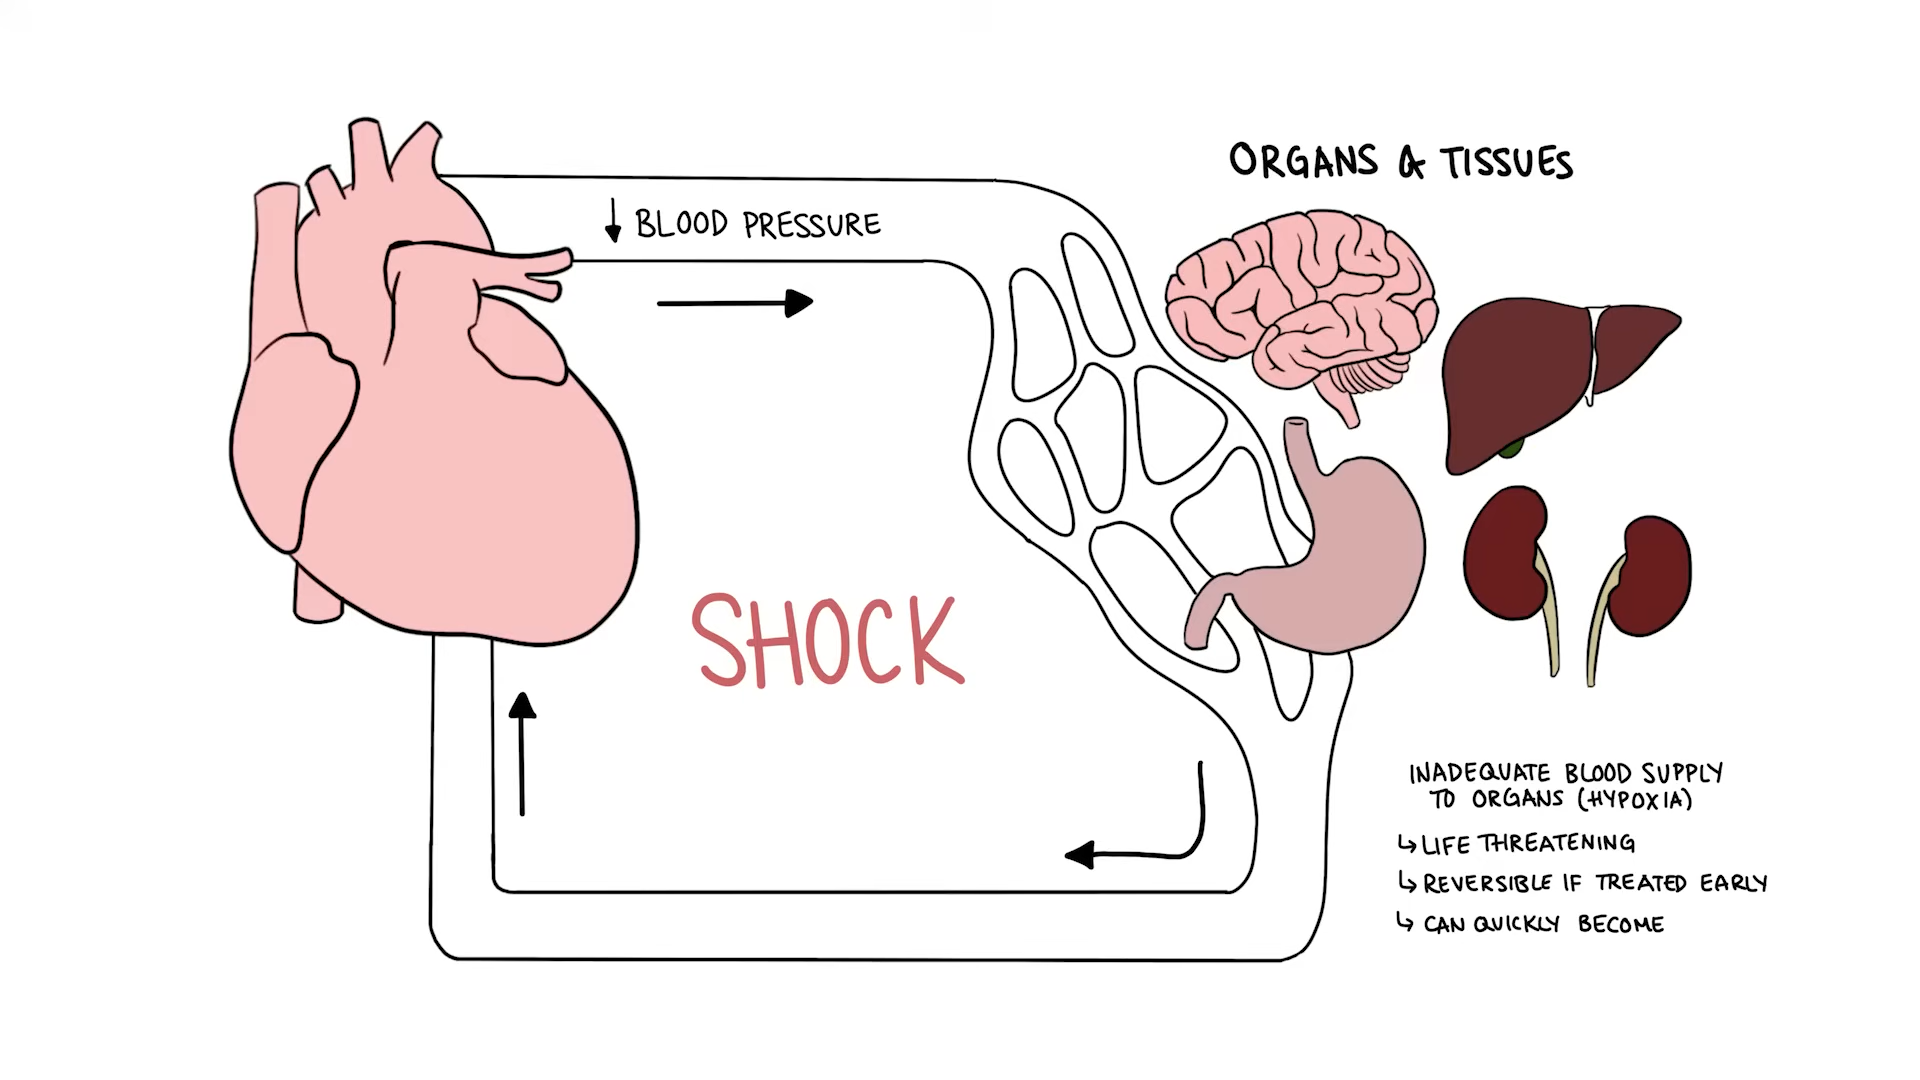 ORGANS & TISSUES
↓ BLOOD PRESSURE
SHOCK
INADEQUATE BLOOD SUPPLY
TO ORGANS (HYPOXIA)
↳ LIFE THREATENING
↳ REVERSIBLE IF TREATED EARLY
↳ CAN QUICKLY BECOME